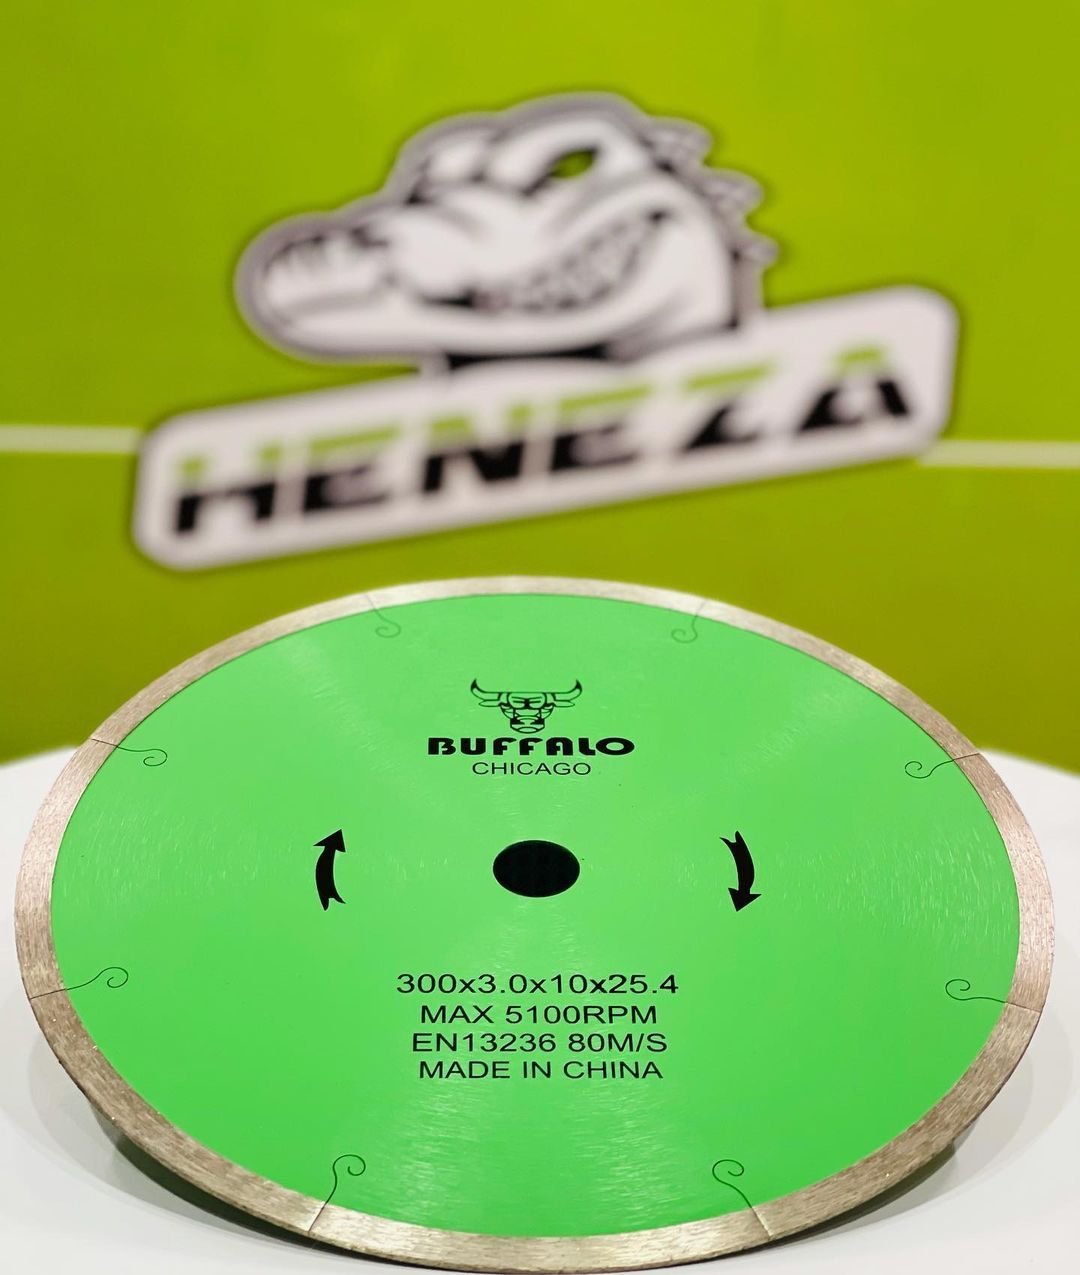 HENEZA
BUFFALO
CHICAGO
300x3.0x10x25.4
MAX 5100RPM
EN13236 80M/S
MADE IN CHINA